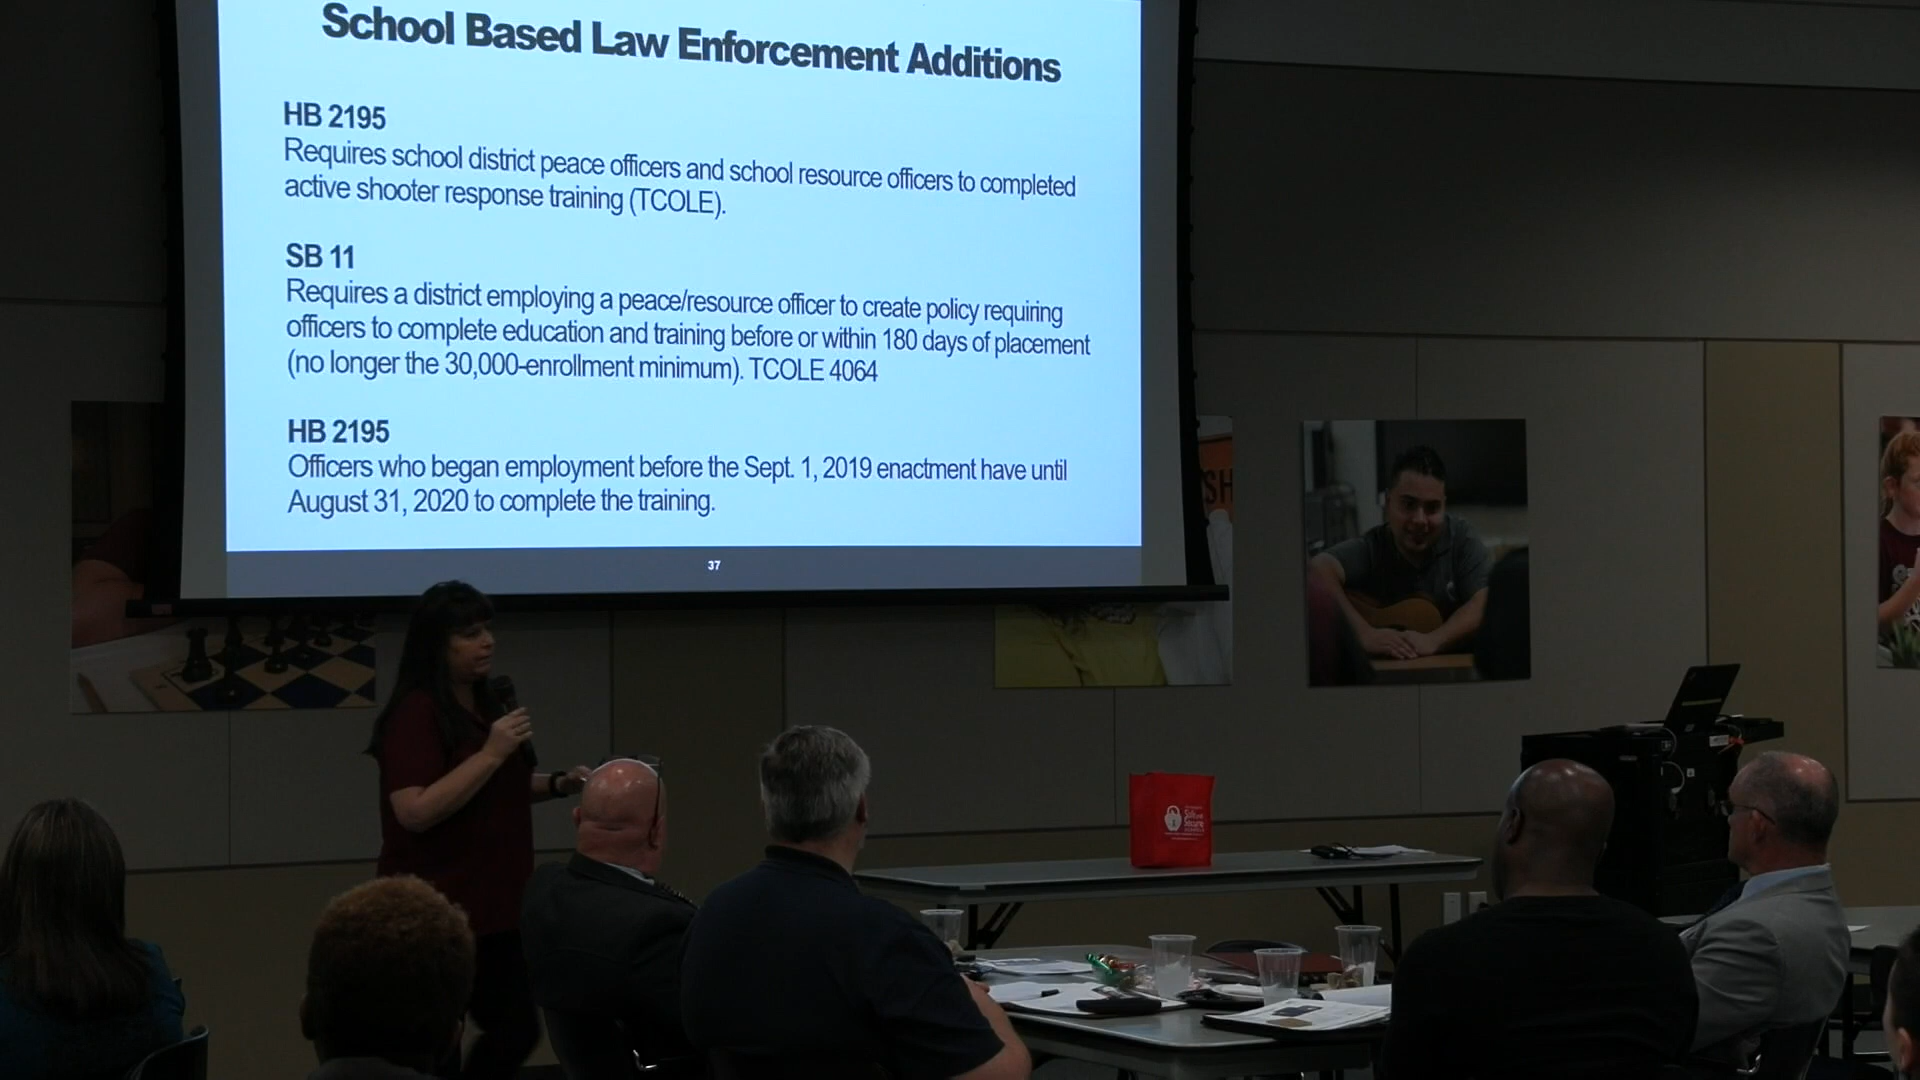 School Based Law Enforcement Additions
HB 2195
Requires school district peace officers and school resource officers to completed
active shooter response training (TCOLE).
SB 11
Requires a district employing a peace/resource officer to create policy requiring
officers to complete education and training before or within 180 days of placement
(no longer the 30,000-enrollment minimum). TCOLE 4064
HB 2195
Officers who began employment before the Sept. 1, 2019 enactment have until
August 31, 2020 to complete the training.
37
SH
Safe and
Secure